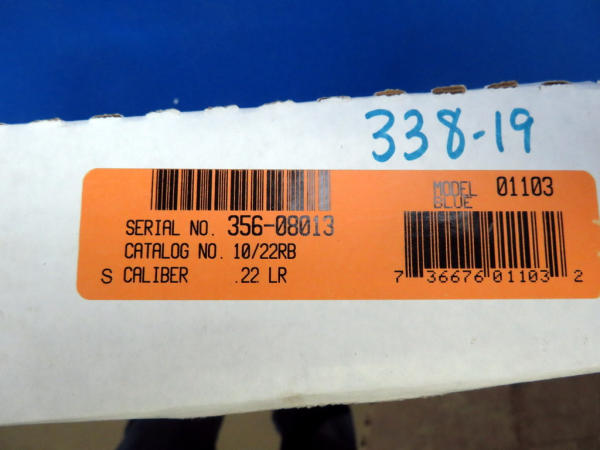 338-19
SERIAL NO. 356-08013
CATALOG NO. 10/22RB
S CALIBER .22 LR
MODEL 01103
BLUE
7 36676 01103 2